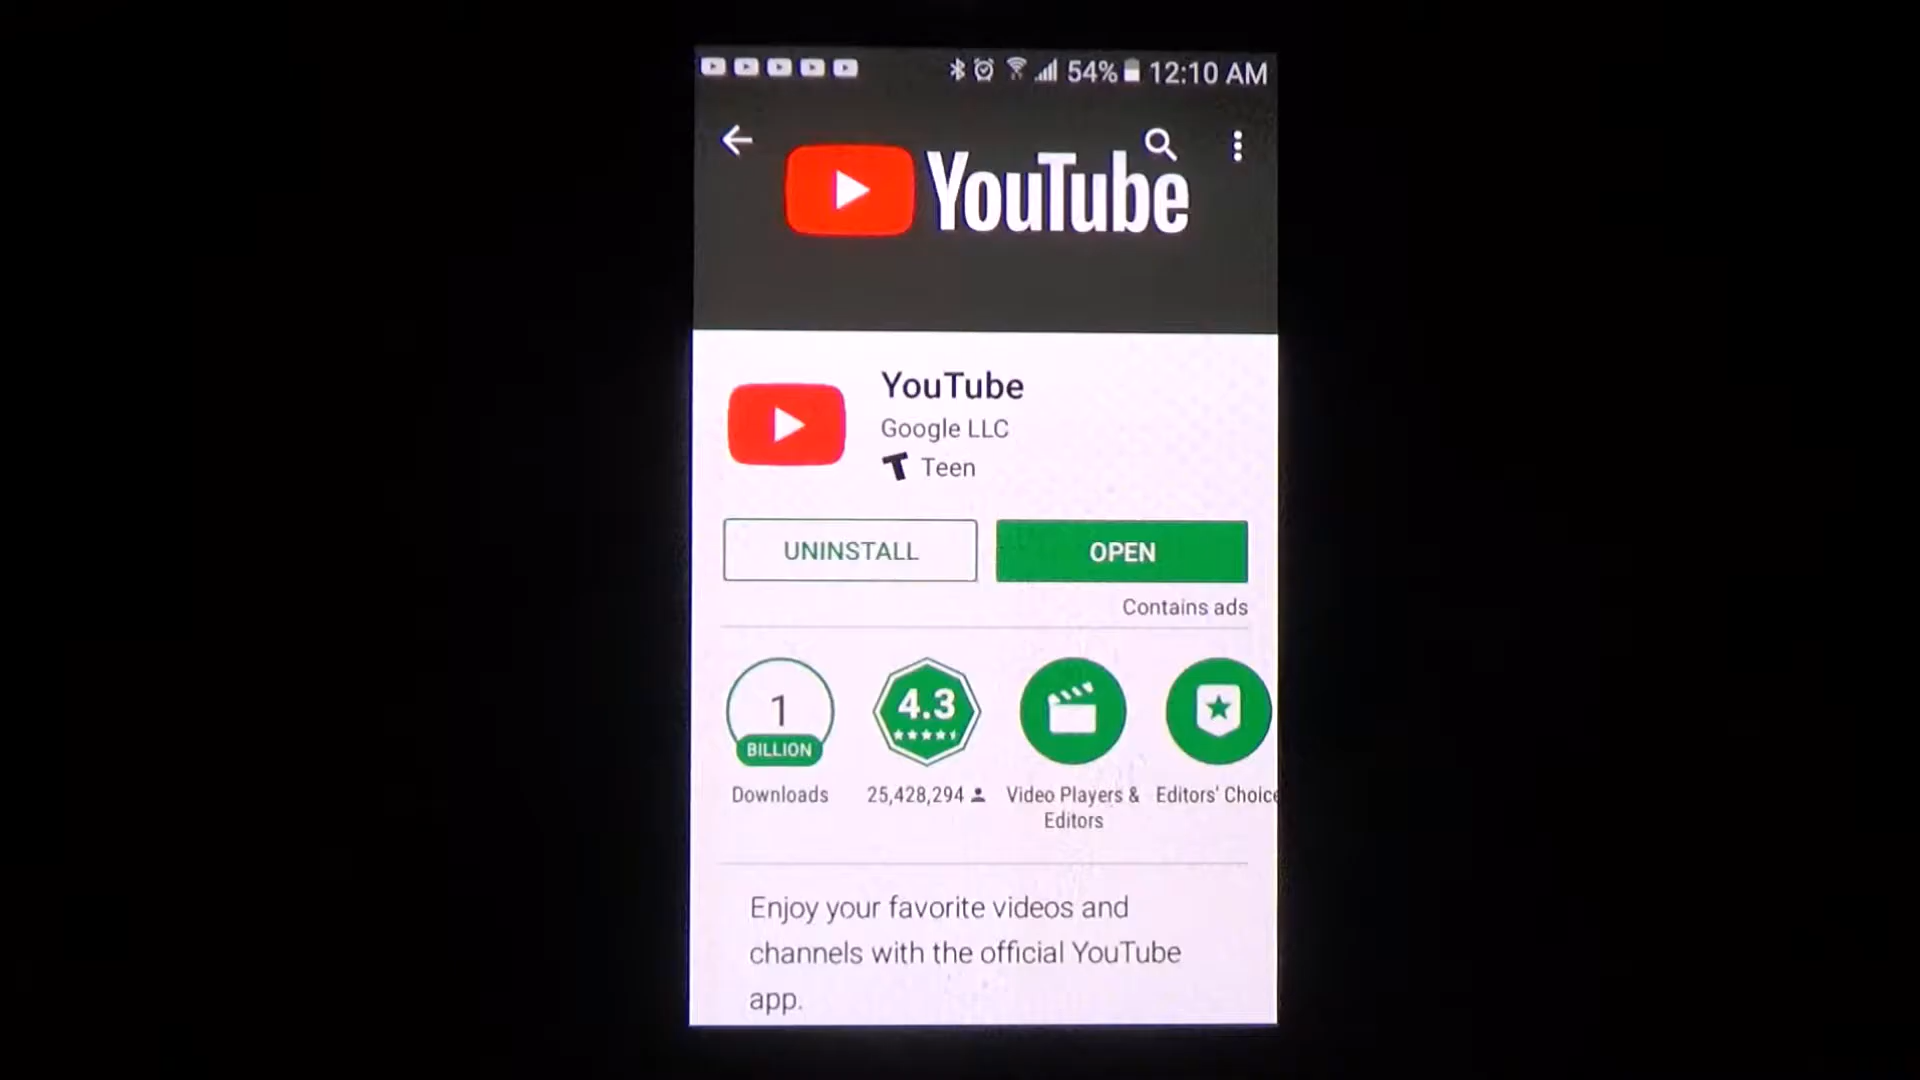 54% 12:10 AM
YouTube
YouTube
Google LLC
T Teen
UNINSTALL OPEN
Contains ads
1 BILLION
4.3
Downloads 25,428,294 Video Players & Editors Editors' Choice
Enjoy your favorite videos and
channels with the official YouTube
app.